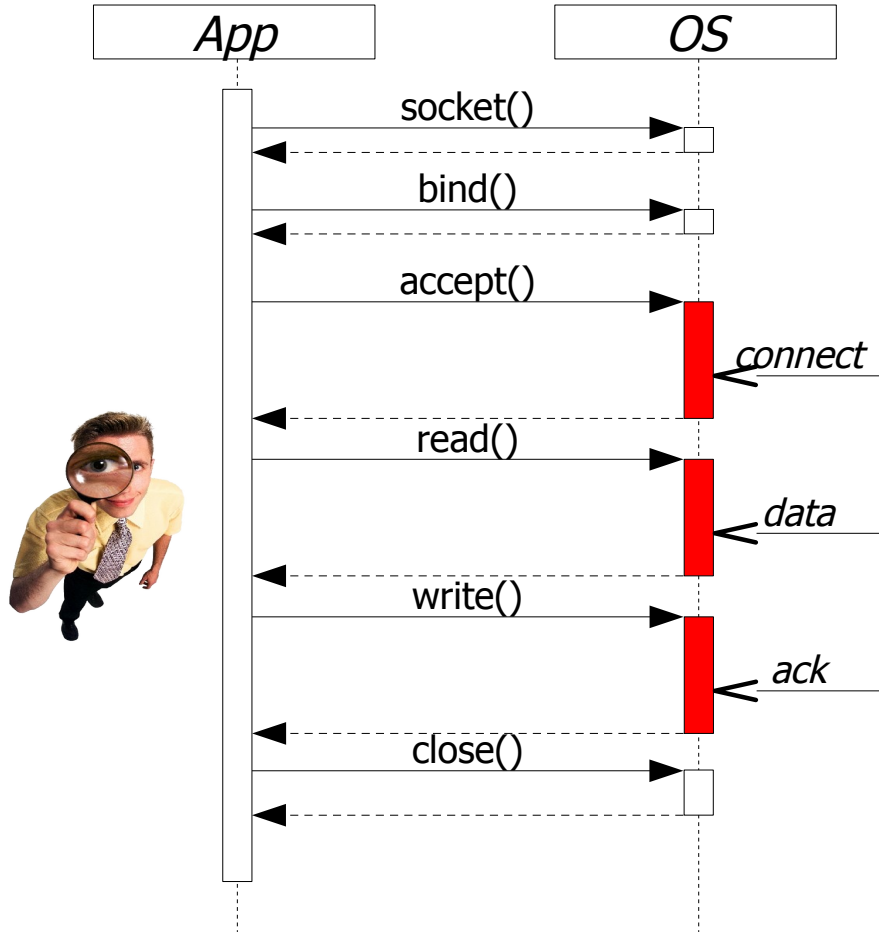 App
OS
socket()
bind()
accept()
connect
read()
data
write()
ack
close()